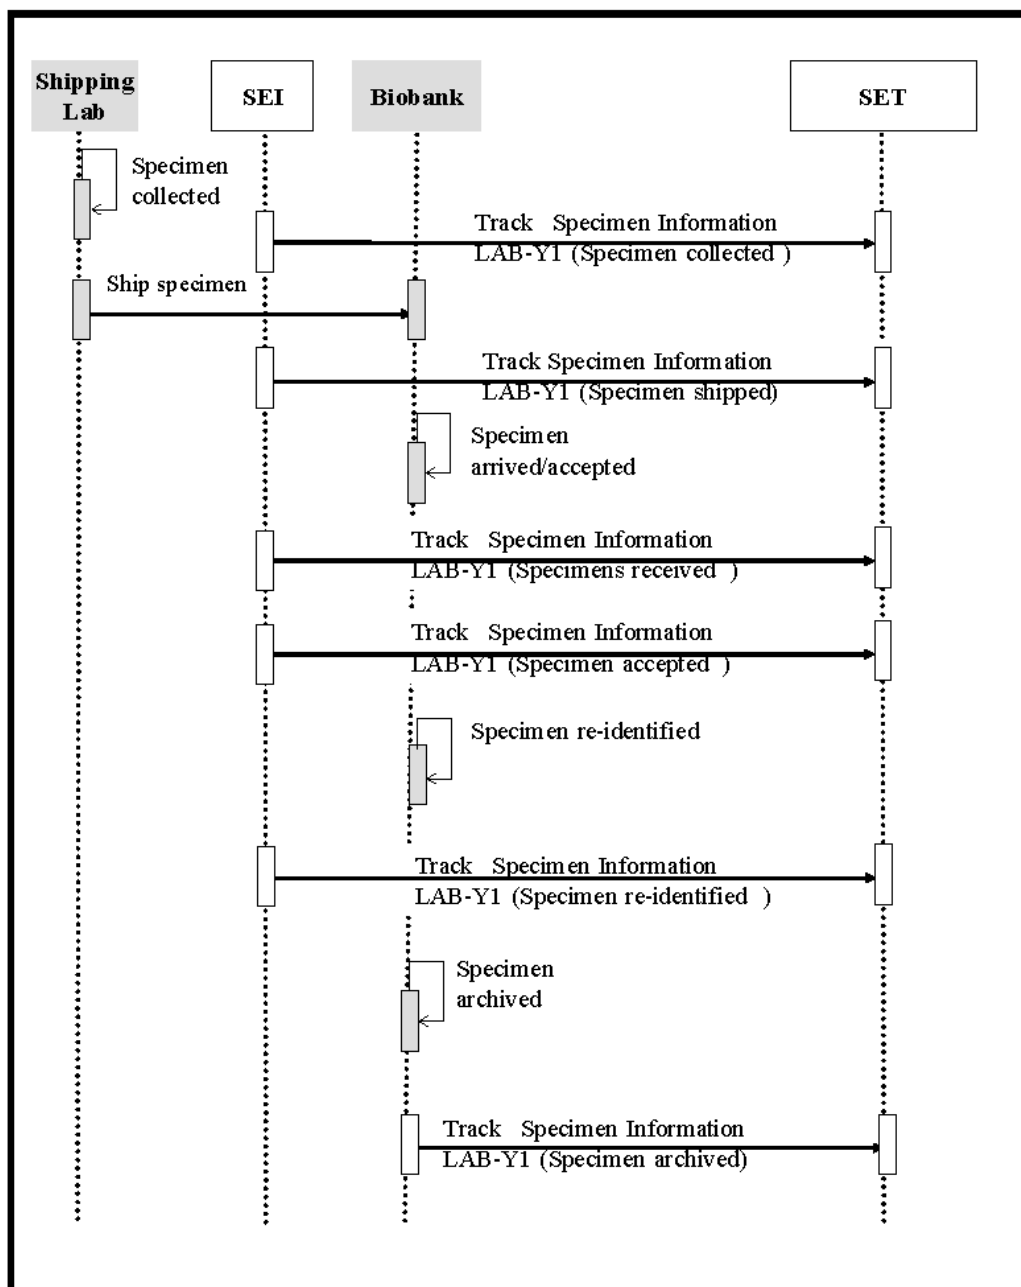 Shipping
Lab
SEI
Biobank
SET
Specimen
collected
Track Specimen Information
LAB-Y1 (Specimen collected )
Ship specimen
Track Specimen Information
LAB-Y1 (Specimen shipped)
Specimen
arrived/accepted
Track Specimen Information
LAB-Y1 (Specimens received )
Track Specimen Information
LAB-Y1 (Specimen accepted )
Specimen re-identified
Track Specimen Information
LAB-Y1 (Specimen re-identified )
Specimen
archived
Track Specimen Information
LAB-Y1 (Specimen archived)